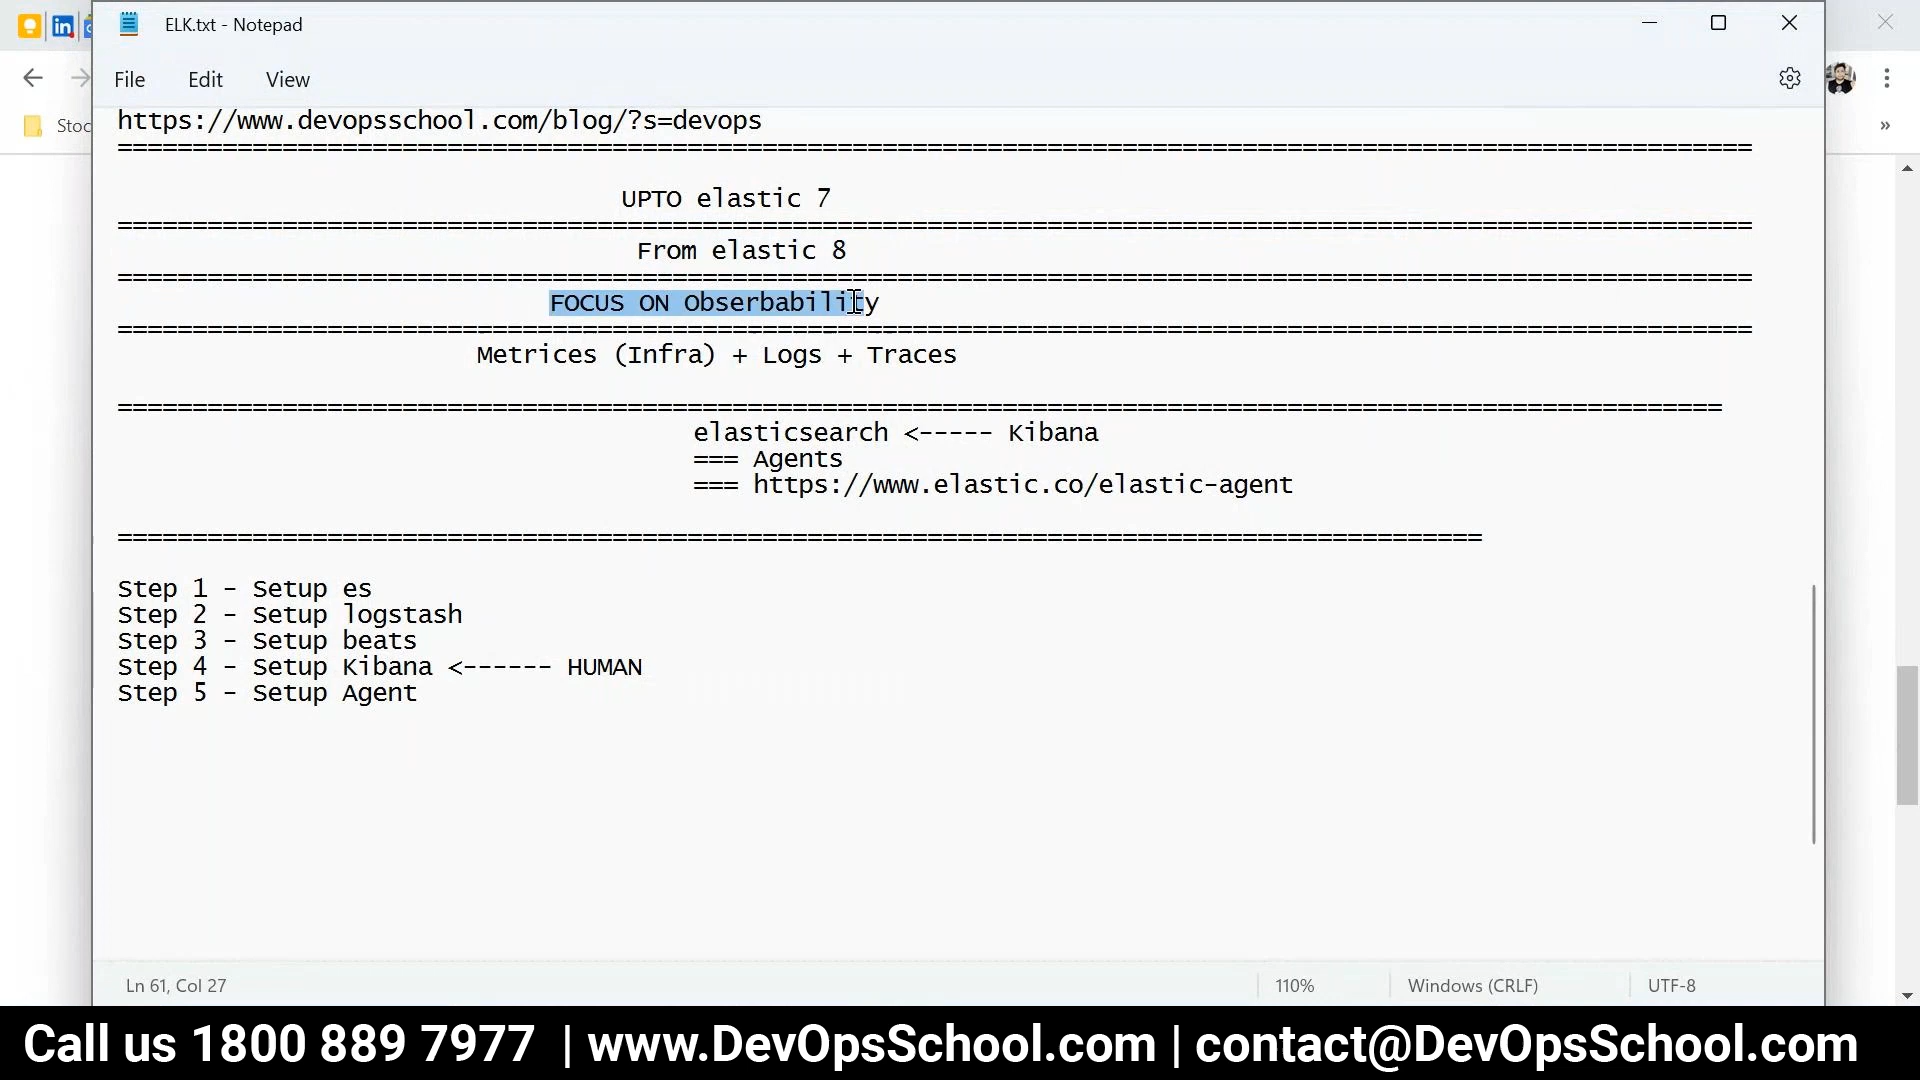 ELK.txt - Notepad
File Edit View
Stoc
https://www.devopsschool.com/blog/?s=devops
=============================================================================================================
UPTO elastic 7
=============================================================================================================
From elastic 8
=============================================================================================================
FOCUS ON Obserbability
=============================================================================================================
Metrices (Infra) + Logs + Traces
===========================================================================================================
elasticsearch <----- Kibana
=== Agents
=== https://www.elastic.co/elastic-agent
===========================================================================================
Step 1 - Setup es
Step 2 - Setup logstash
Step 3 - Setup beats
Step 4 - Setup Kibana <------ HUMAN
Step 5 - Setup Agent
Ln 61, Col 27 110% Windows (CRLF) UTF-8
Call us 1800 889 7977 | www.DevOpsSchool.com | contact@DevOpsSchool.com